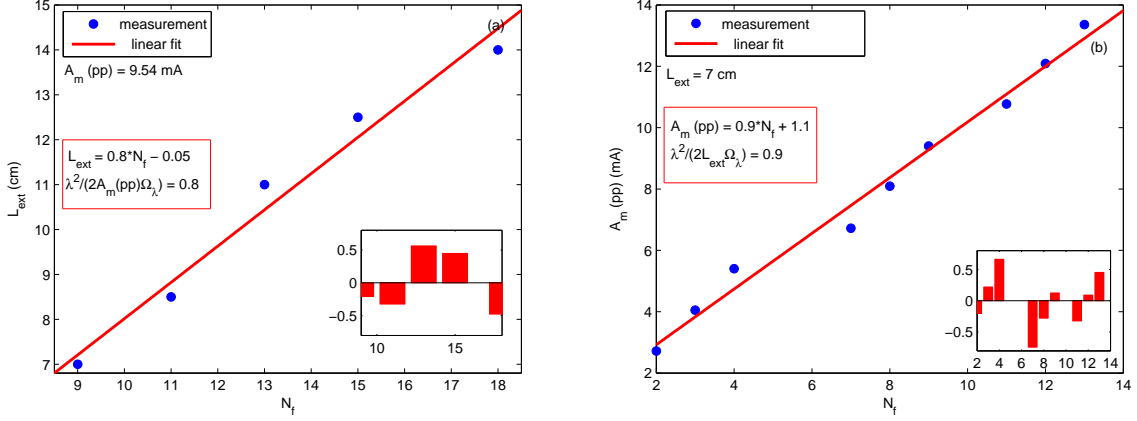 (a)
measurement
linear fit
A_m (pp) = 9.54 mA
L_ext = 0.8*N_f − 0.05
λ²/(2A_m(pp)Ω_λ) = 0.8
L_ext (cm)
15
14
13
12
11
10
9
8
7
0.5
0
−0.5
10 15
9 10 11 12 13 14 15 16 17 18
N_f
(b)
measurement
linear fit
L_ext = 7 cm
A_m (pp) = 0.9*N_f + 1.1
λ²/(2L_extΩ_λ) = 0.9
A_m (pp) (mA)
14
12
10
8
6
4
2
0.5
0
−0.5
2 4 6 8 10 12 14
2 4 6 8 10 12 14
N_f